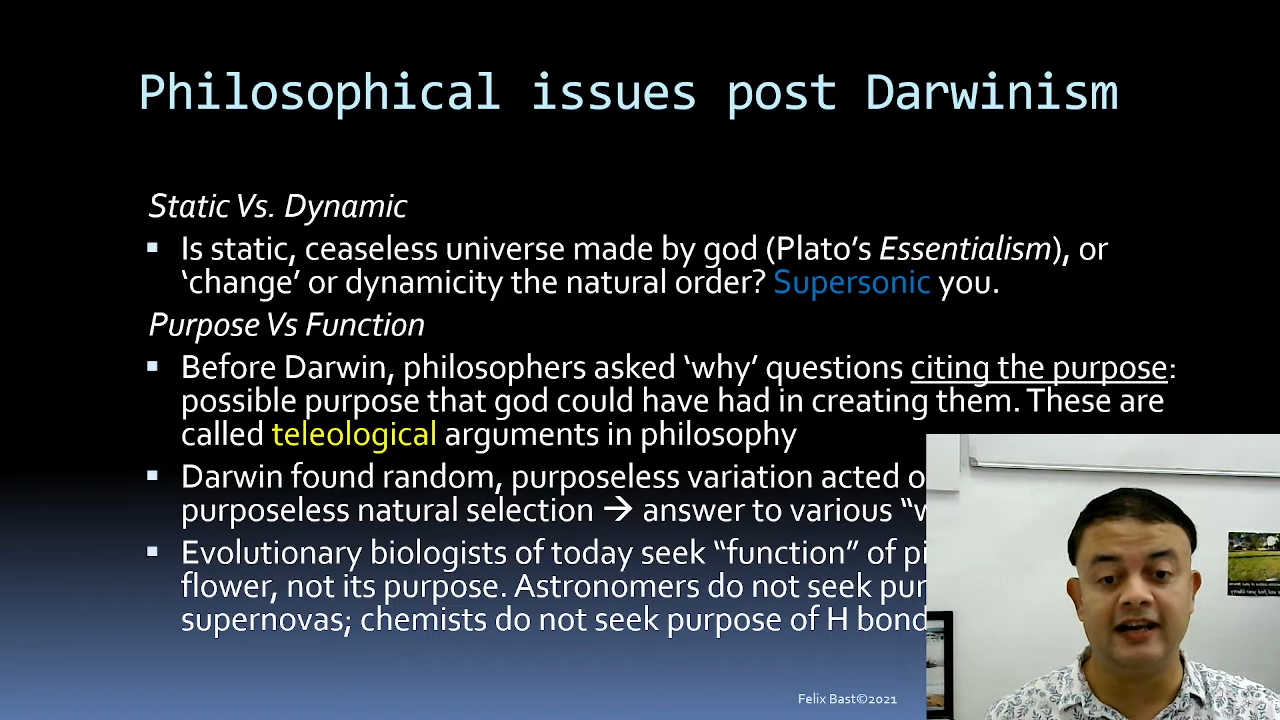 Philosophical issues post Darwinism
Static Vs. Dynamic
Is static, ceaseless universe made by god (Plato’s Essentialism), or
‘change’ or dynamicity the natural order? Supersonic you.
Purpose Vs Function
Before Darwin, philosophers asked ‘why’ questions citing the purpose:
possible purpose that god could have had in creating them. These are
called teleological arguments in philosophy
Darwin found random, purposeless variation acted
purposeless natural selection → answer to various
Evolutionary biologists of today seek “function” of
flower, not its purpose. Astronomers do not seek
supernovas; chemists do not seek purpose of H
Felix Bast©2021